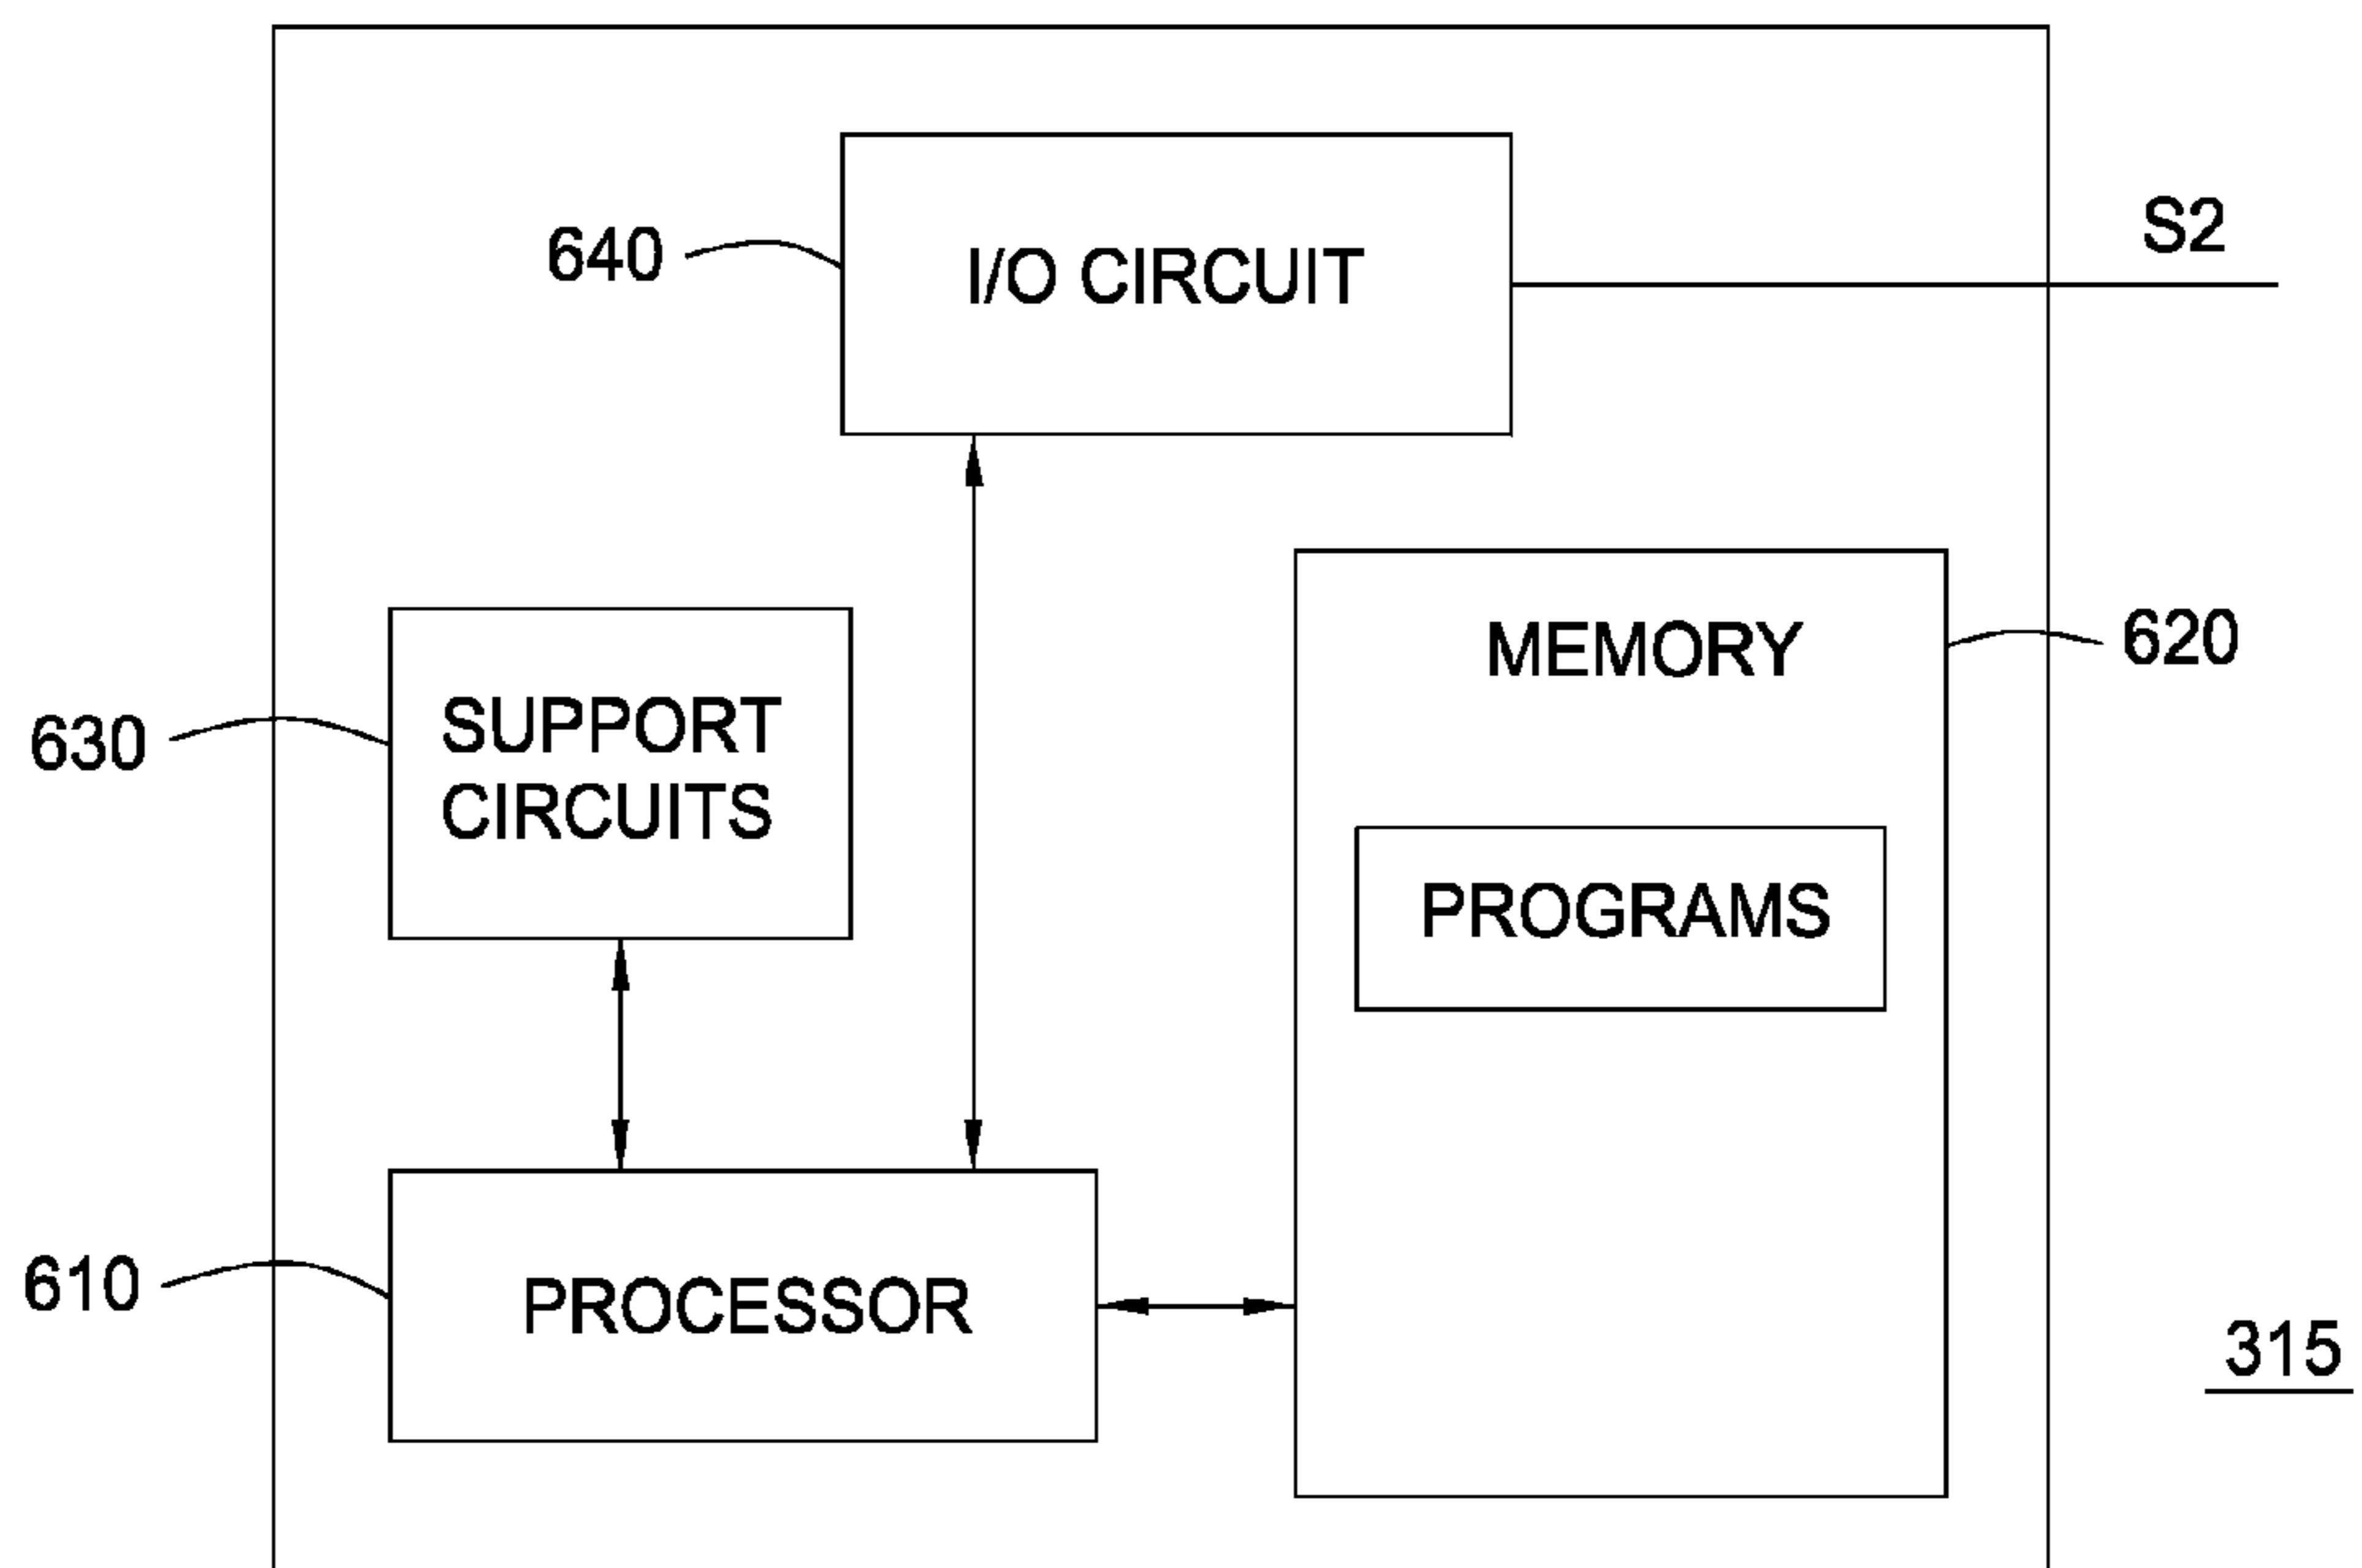 S2
640
I/O CIRCUIT
MEMORY
620
630
SUPPORT
CIRCUITS
PROGRAMS
610
PROCESSOR
315